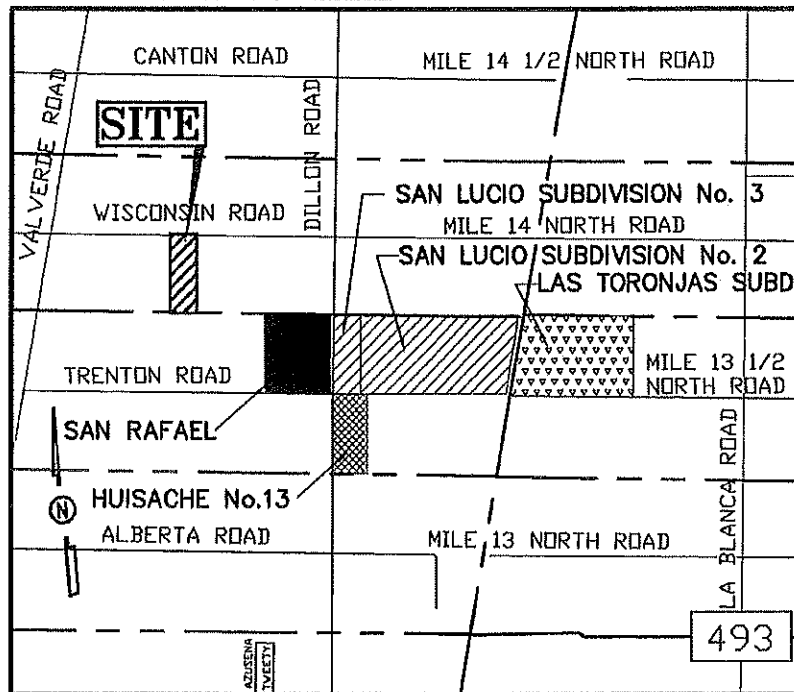 CANTON ROAD
MILE 14 1/2 NORTH ROAD
VALVERDE ROAD
SITE
DILLON ROAD
SAN LUCIO SUBDIVISION No. 3
WISCONSIN ROAD
MILE 14 NORTH ROAD
SAN LUCIO SUBDIVISION No. 2
LAS TORONJAS SUBD
TRENTON ROAD
MILE 13 1/2
NORTH ROAD
SAN RAFAEL
LA BLANCA ROAD
N
HUISACHE No.13
ALBERTA ROAD
MILE 13 NORTH ROAD
493
AZUSENA
TWEETY